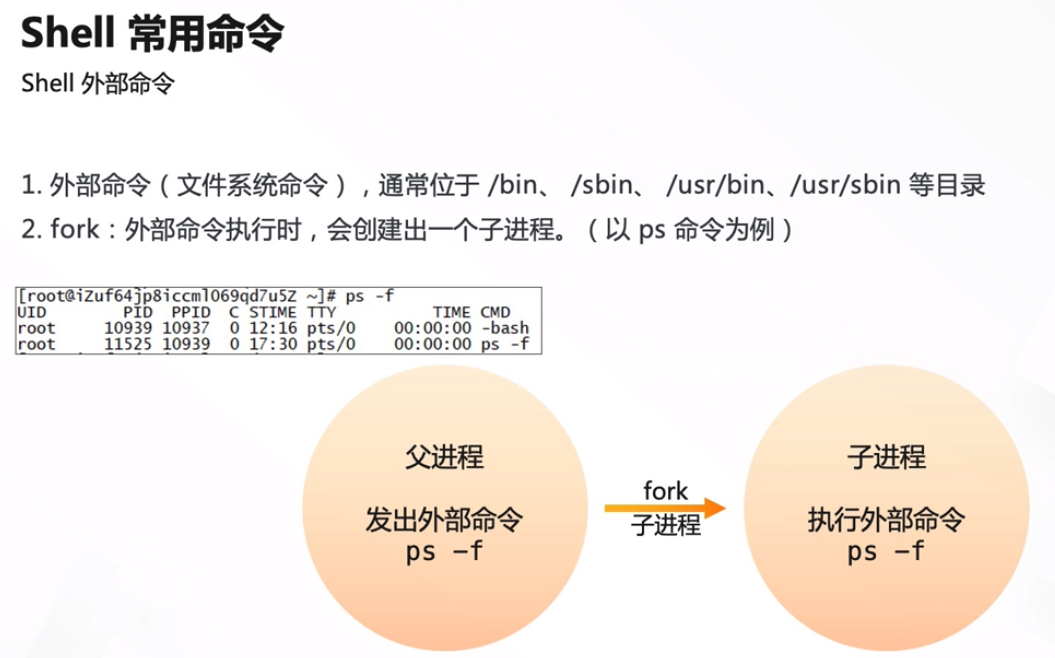 Shell 常用命令
Shell 外部命令
1. 外部命令（文件系统命令），通常位于 /bin、 /sbin、 /usr/bin、/usr/sbin 等目录
2. fork：外部命令执行时，会创建出一个子进程。（以 ps 命令为例）
[root@iZuf64jp8iccml069qd7u5Z ~]# ps -f
UID PID PPID C STIME TTY TIME CMD
root 10939 10937 0 12:16 pts/0 00:00:00 -bash
root 11525 10939 0 17:30 pts/0 00:00:00 ps -f
父进程
发出外部命令
ps -f
fork
子进程
子进程
执行外部命令
ps -f